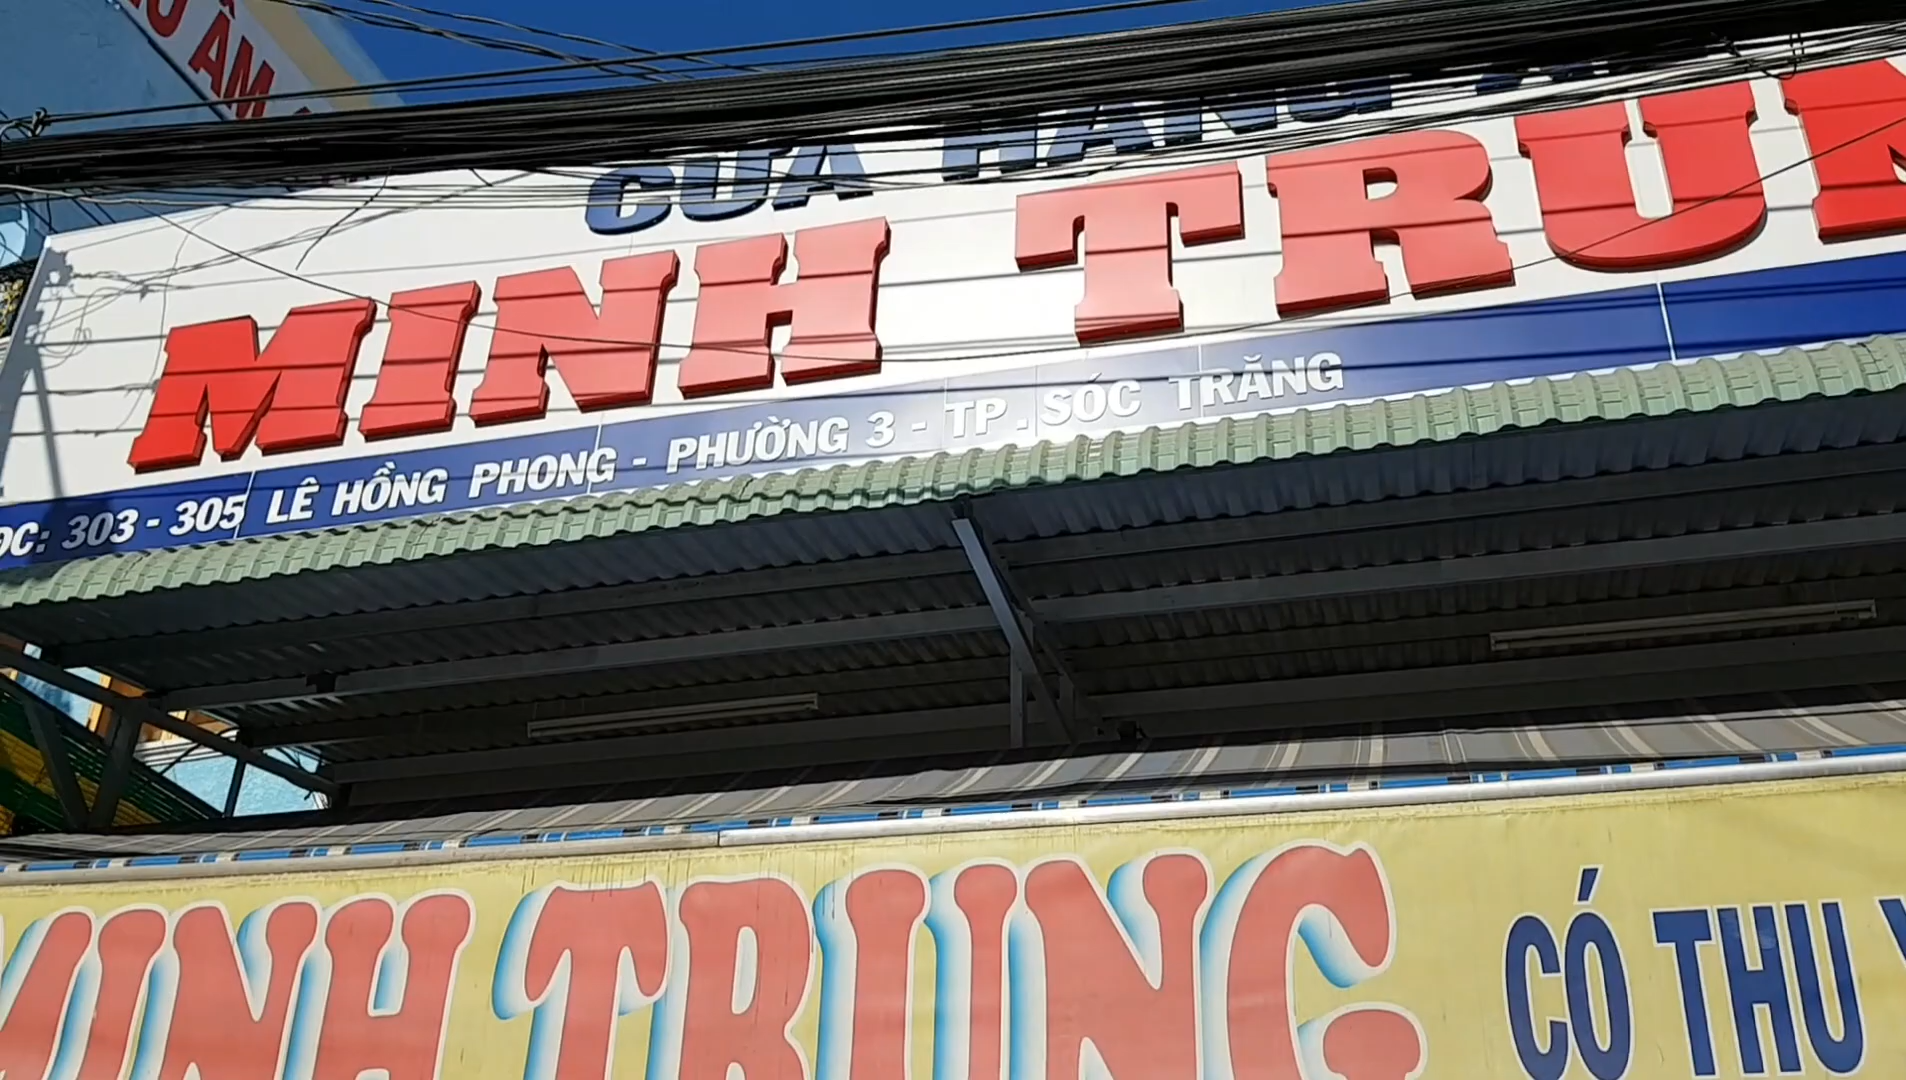 ÂM
CỬA HÀNG
MINH TRUN
ĐC: 303 - 305 LÊ HỒNG PHONG - PHƯỜNG 3 - TP. SÓC TRĂNG
MINH TRUNG CÓ THU